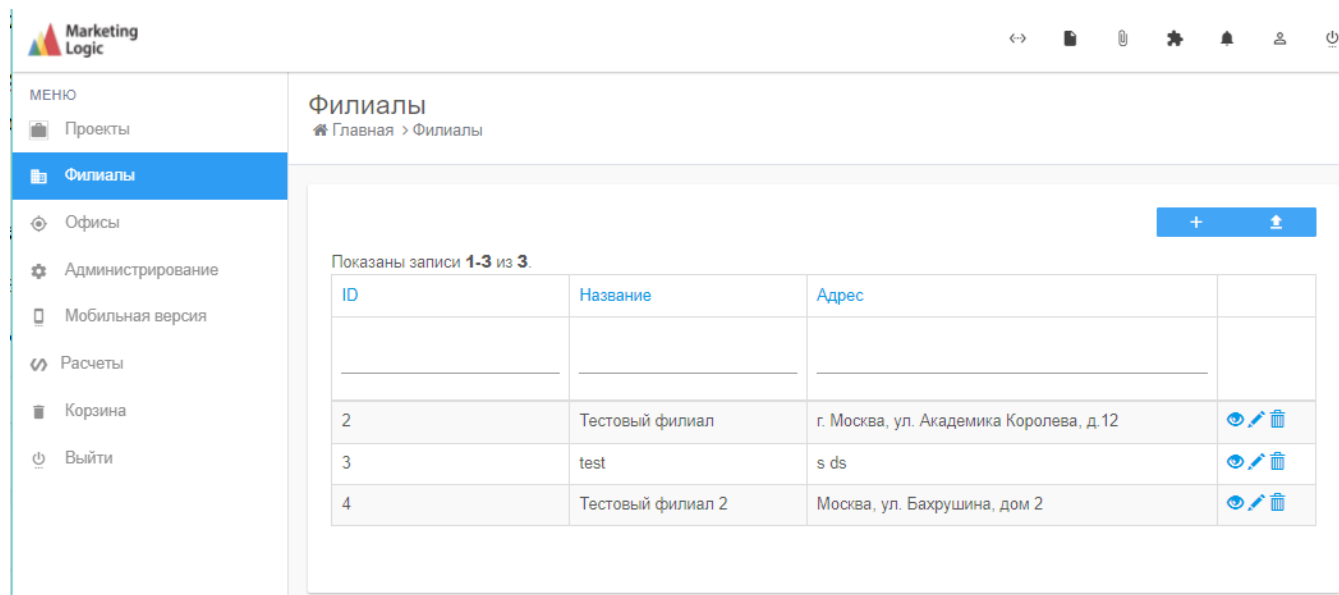 Marketing
Logic
МЕНЮ
Проекты
Филиалы
Офисы
Администрирование
Мобильная версия
Расчеты
Корзина
Выйти
Филиалы
Главная > Филиалы
Показаны записи 1-3 из 3.
ID Название Адрес
2 Тестовый филиал г. Москва, ул. Академика Королева, д.12
3 test s ds
4 Тестовый филиал 2 Москва, ул. Бахрушина, дом 2